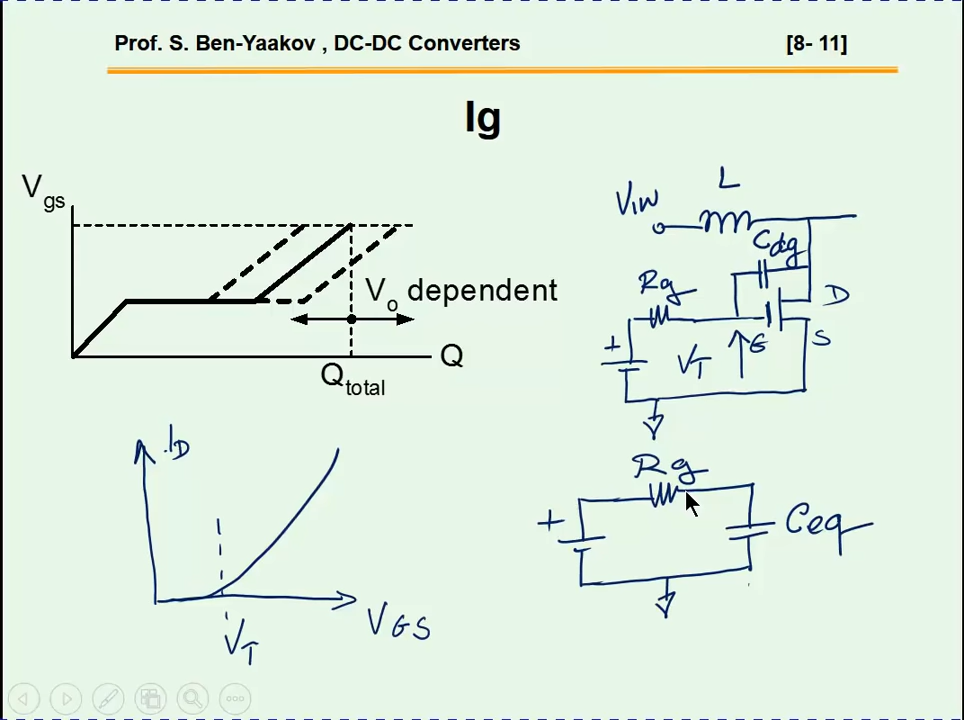 Prof. S. Ben-Yaakov , DC-DC Converters [8- 11]
Ig
Vgs
Vo dependent
Q
Qtotal
VIN
L
Cdg
Rg
D
+
VT
G
S
ID
VT
VGS
Rg
+
Ceq